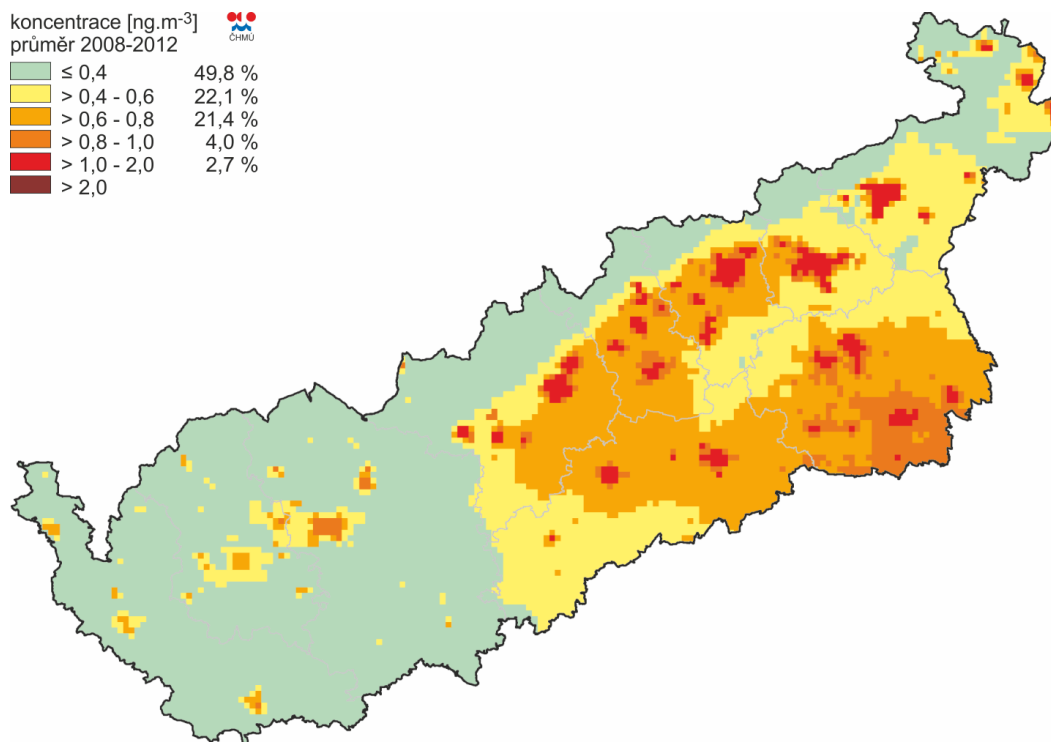 koncentrace [ng.m-3]
průměr 2008-2012
ČHMÚ
≤ 0,4 49,8 %
> 0,4 - 0,6 22,1 %
> 0,6 - 0,8 21,4 %
> 0,8 - 1,0 4,0 %
> 1,0 - 2,0 2,7 %
> 2,0